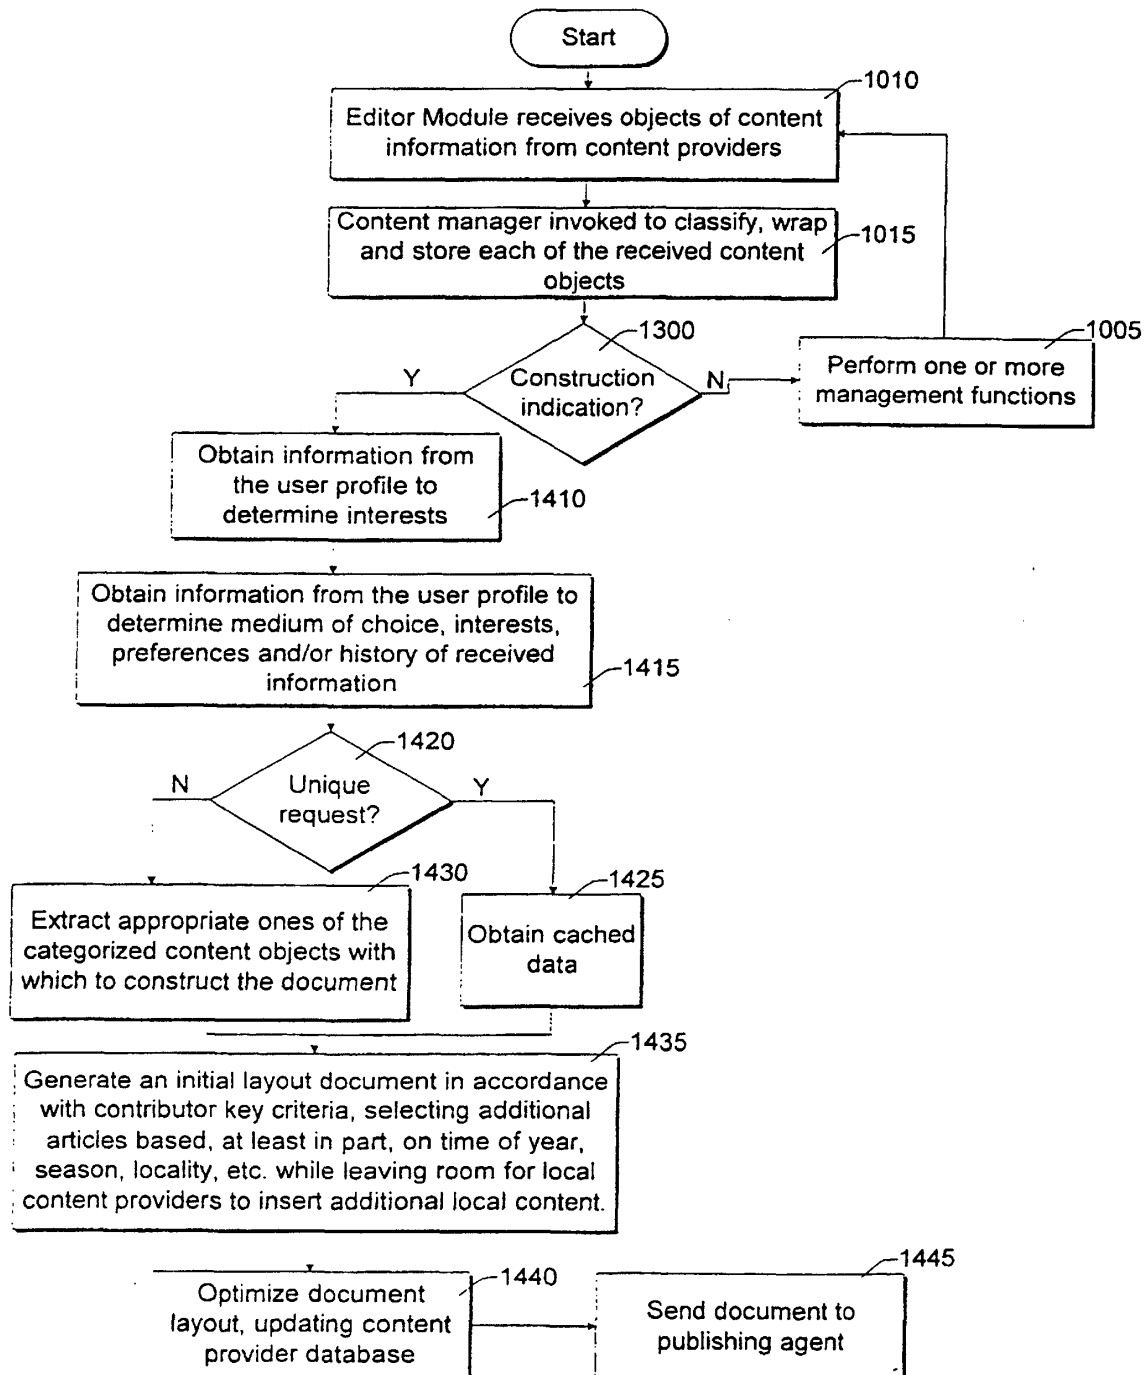 Start
1010
Editor Module receives objects of content
information from content providers
Content manager invoked to classify, wrap
and store each of the received content
objects
1015
1300
Construction
indication?
Y
N
1005
Perform one or more
management functions
Obtain information from
the user profile to
determine interests
1410
Obtain information from the user profile to
determine medium of choice, interests,
preferences and/or history of received
information
1415
1420
Unique
request?
N
Y
1430
Extract appropriate ones of the
categorized content objects with
which to construct the document
1425
Obtain cached
data
1435
Generate an initial layout document in accordance
with contributor key criteria, selecting additional
articles based, at least in part, on time of year,
season, locality, etc. while leaving room for local
content providers to insert additional local content.
1440
Optimize document
layout, updating content
provider database
1445
Send document to
publishing agent